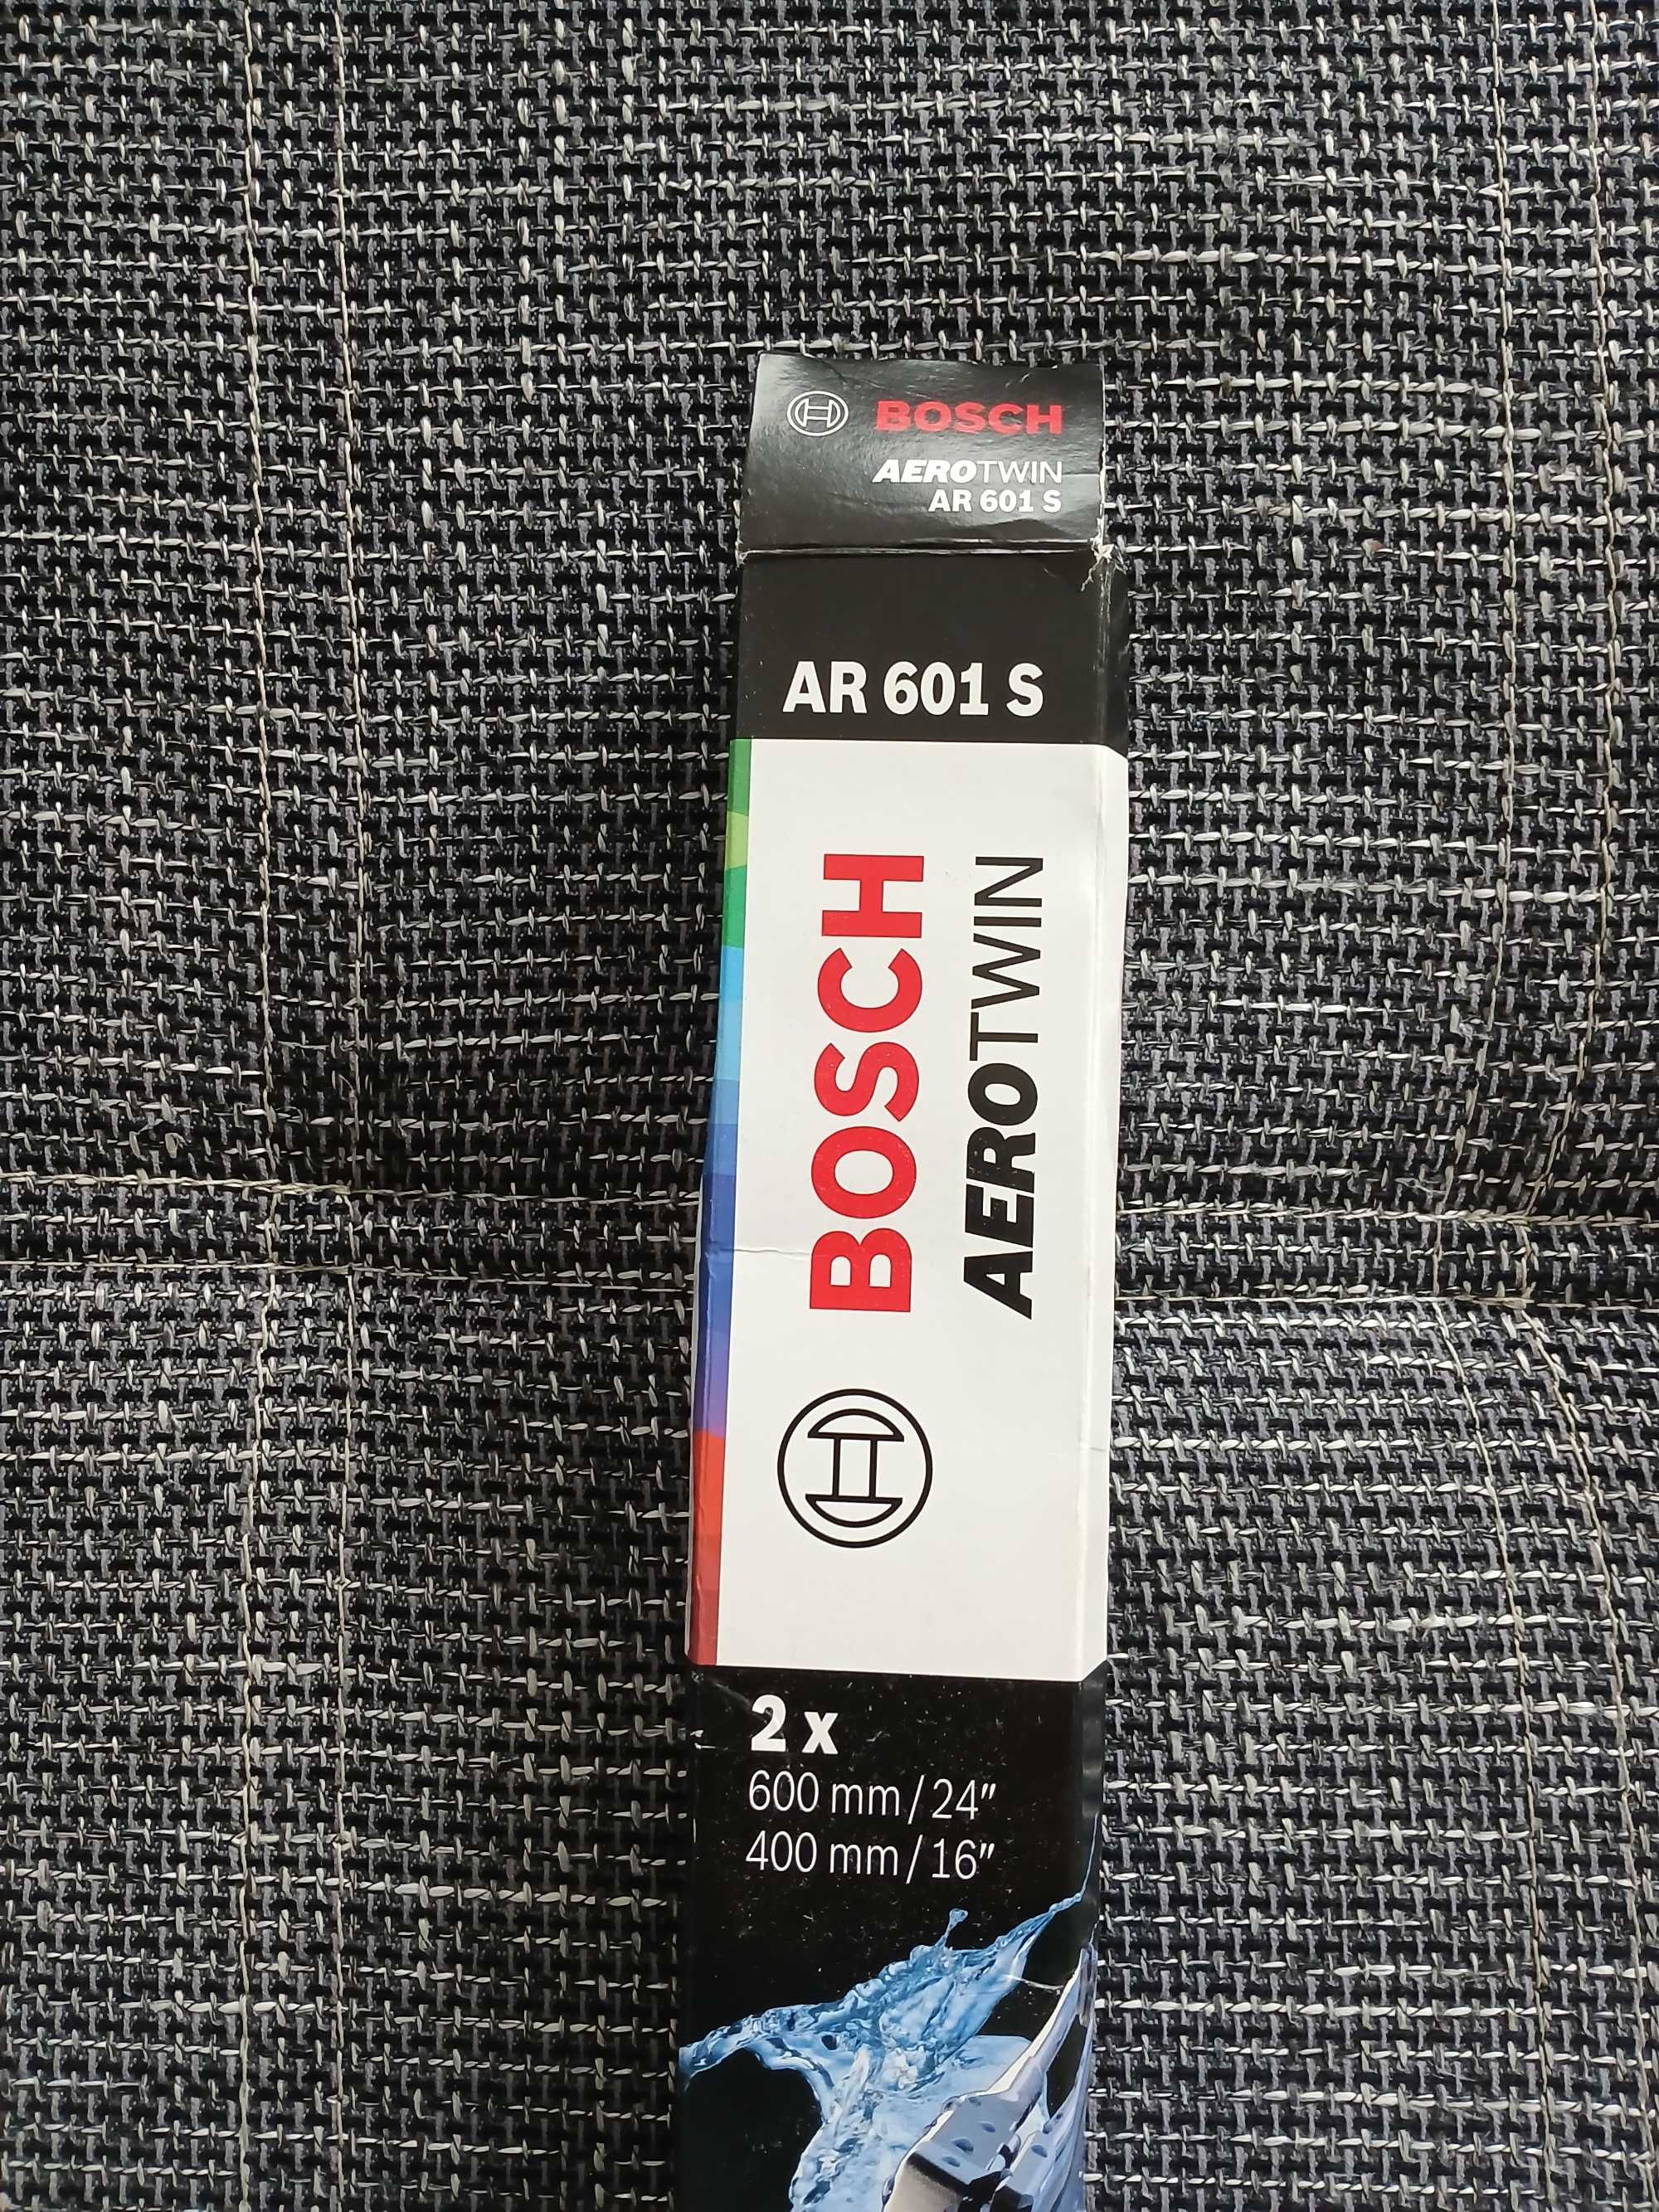 BOSCH
AEROTWIN
AR 601 S
AR 601 S
BOSCH
AEROTWIN
2 x
600 mm / 24"
400 mm / 16"